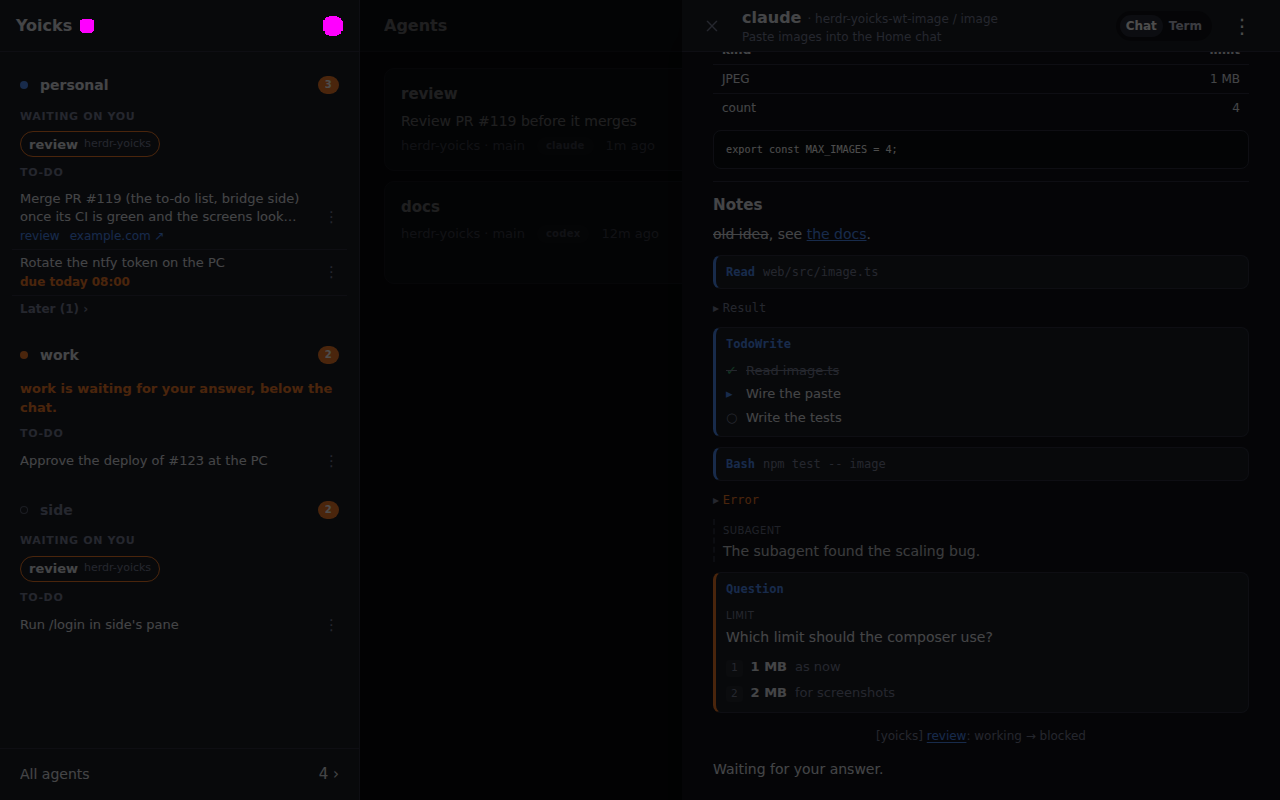 Yoicks
personal
3
WAITING ON YOU
review herdr-yoicks
TO-DO
Merge PR #119 (the to-do list, bridge side)
once its CI is green and the screens look…
review example.com ↗
Rotate the ntfy token on the PC
due today 08:00
Later (1) ›
work
2
work is waiting for your answer, below the
chat.
TO-DO
Approve the deploy of #123 at the PC
side
2
WAITING ON YOU
review herdr-yoicks
TO-DO
Run /login in side's pane
All agents
4 ›
Agents
review
Review PR #119 before it merges
herdr-yoicks · main claude 1m ago
docs
herdr-yoicks · main codex 12m ago
claude · herdr-yoicks-wt-image / image
Paste images into the Home chat
Chat Term
JPEG 1 MB
count 4
export const MAX_IMAGES = 4;
Notes
old idea, see the docs.
Read web/src/image.ts
▸ Result
TodoWrite
✓ Read image.ts
▸ Wire the paste
○ Write the tests
Bash npm test -- image
▸ Error
SUBAGENT
The subagent found the scaling bug.
Question
LIMIT
Which limit should the composer use?
1 1 MB as now
2 2 MB for screenshots
[yoicks] review: working → blocked
Waiting for your answer.